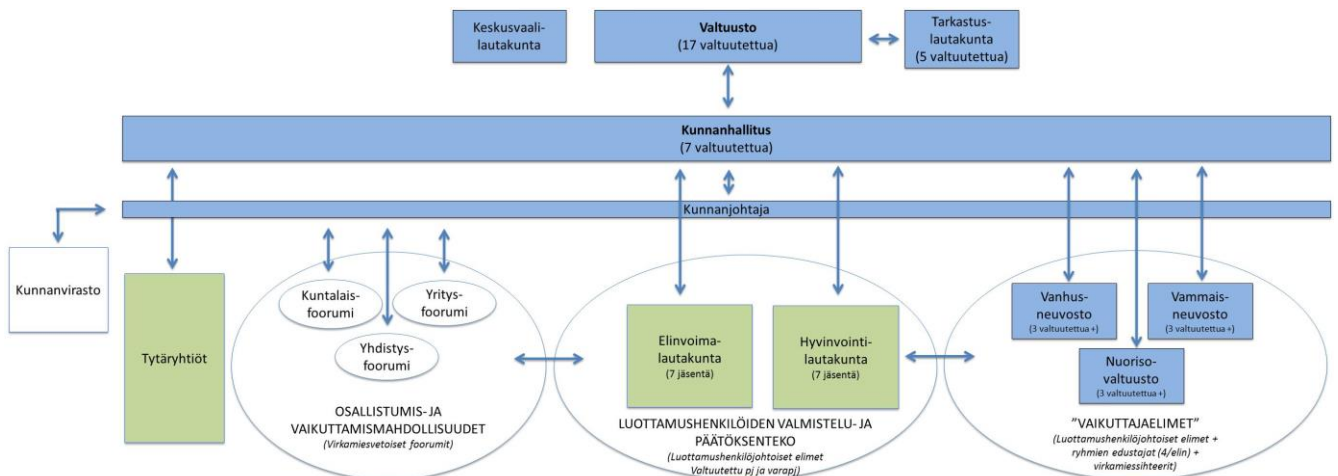 Keskusvaali-
lautakunta
Valtuusto
(17 valtuutettua)
Tarkastus-
lautakunta
(5 valtuutettua)
Kunnanhallitus
(7 valtuutettua)
Kunnanjohtaja
Kunnanvirasto
Tytäryhtiöt
Kuntalais-
foorumi
Yritys-
foorumi
Yhdistys-
foorumi
OSALLISTUMIS- JA
VAIKUTTAMISMAHDOLLISUUDET
(Virkamiesvetoiset foorumit)
Elinvoima-
lautakunta
(7 jäsentä)
Hyvinvointi-
lautakunta
(7 jäsentä)
LUOTTAMUSHENKILÖIDEN VALMISTELU- JA
PÄÄTÖKSENTEKO
(Luottamushenkilöjohtoiset elimet
Valtuutettu pj ja varapj)
Vanhus-
neuvosto
(3 valtuutettua +)
Vammais-
neuvosto
(3 valtuutettua +)
Nuoriso-
valtuusto
(3 valtuutettua +)
"VAIKUTTAJAELIMET"
(Luottamushenkilöjohtoiset elimet +
ryhmien edustajat (4/elin) +
virkamiessihteerit)